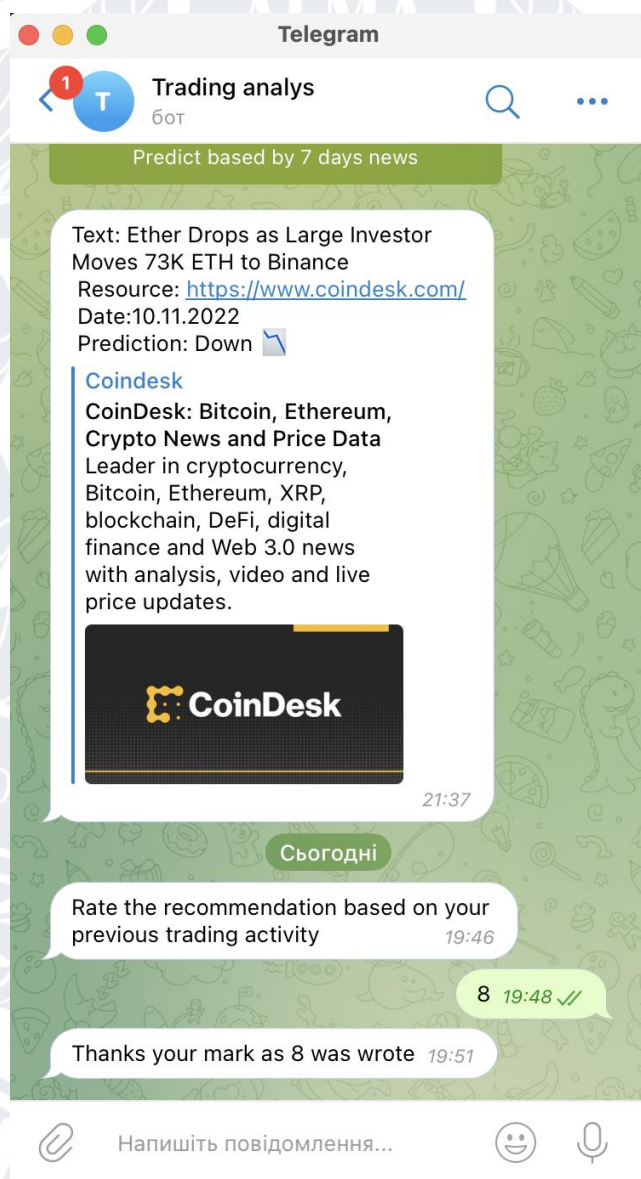 Telegram
1
T
Trading analys
бот
Predict based by 7 days news
Text: Ether Drops as Large Investor
Moves 73K ETH to Binance
Resource: https://www.coindesk.com/
Date:10.11.2022
Prediction: Down
Coindesk
CoinDesk: Bitcoin, Ethereum,
Crypto News and Price Data
Leader in cryptocurrency,
Bitcoin, Ethereum, XRP,
blockchain, DeFi, digital
finance and Web 3.0 news
with analysis, video and live
price updates.
CoinDesk
21:37
Сьогодні
Rate the recommendation based on your
previous trading activity 19:46
8 19:48
Thanks your mark as 8 was wrote 19:51
Напишіть повідомлення...